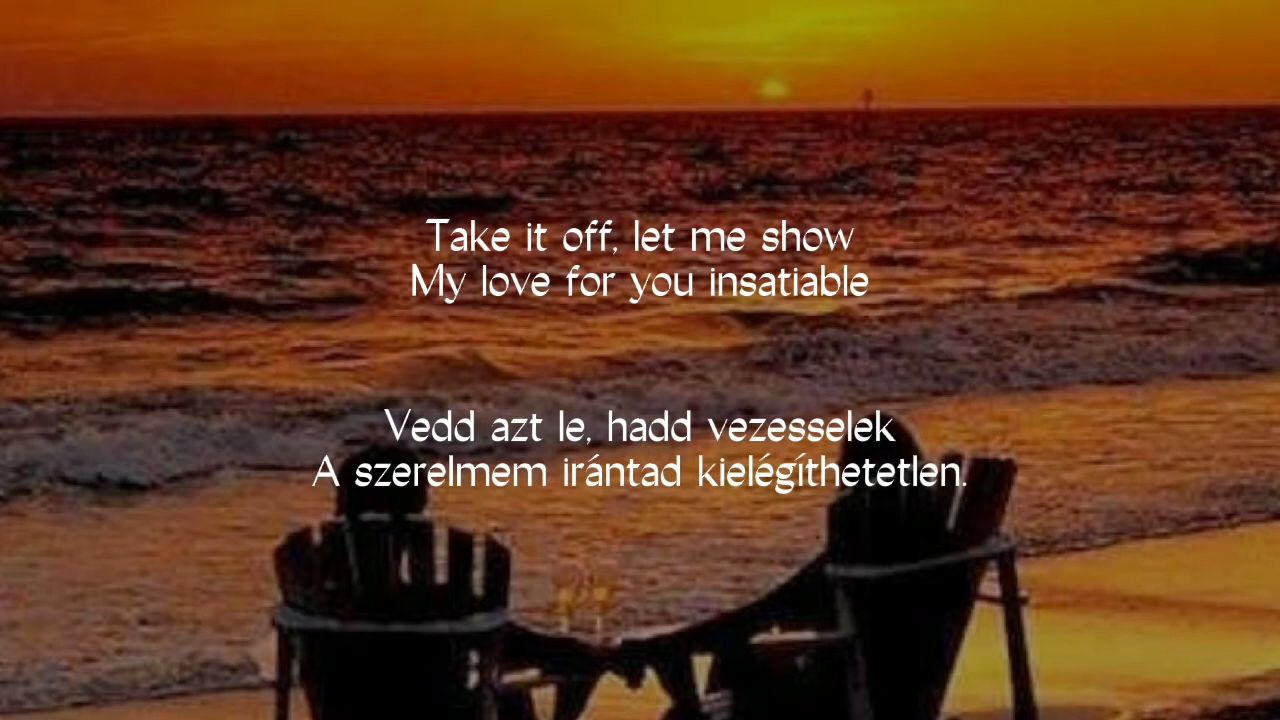 Take it off, let me show
My love for you insatiable
Vedd azt le, hadd vezesselek
A szerelmem irántad kielégíthetetlen.